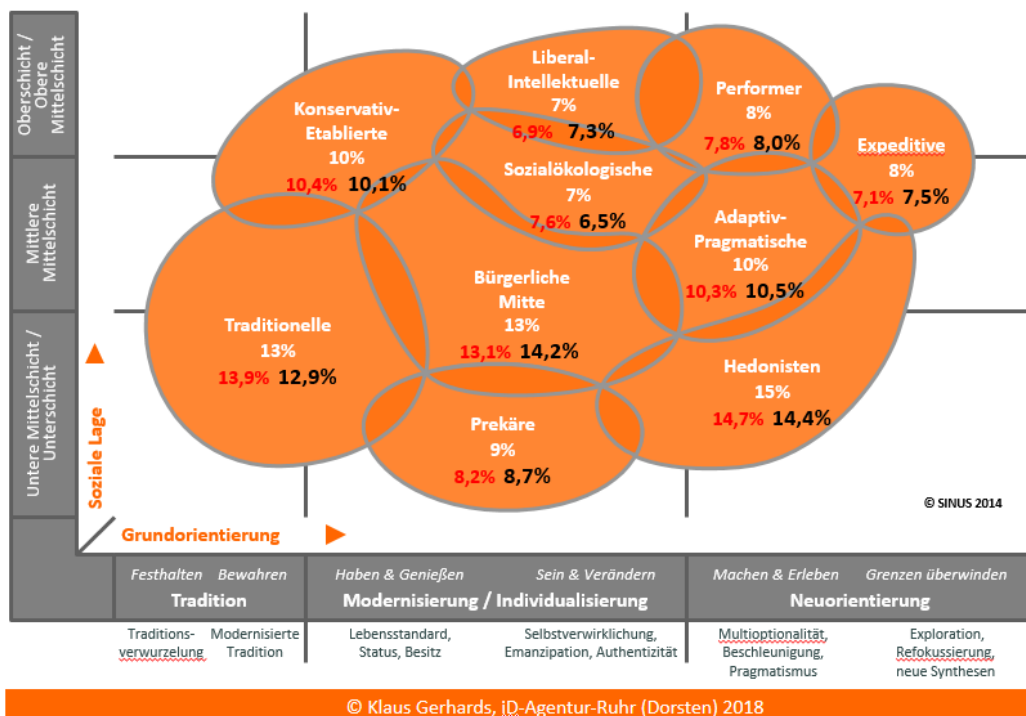 Oberschicht /
Obere
Mittelschicht
Mittlere
Mittelschicht
Untere Mittelschicht /
Unterschicht
Soziale Lage
Liberal-
Intellektuelle
7%
6,9% 7,3%
Performer
8%
7,8% 8,0%
Konservativ-
Etablierte
10%
10,4% 10,1%
Expeditive
8%
7,1% 7,5%
Sozialökologische
7%
7,6% 6,5%
Adaptiv-
Pragmatische
10%
10,3% 10,5%
Bürgerliche
Mitte
13%
13,1% 14,2%
Traditionelle
13%
13,9% 12,9%
Hedonisten
15%
14,7% 14,4%
Prekäre
9%
8,2% 8,7%
© SINUS 2014
Grundorientierung
Festhalten Bewahren
Tradition
Haben & Genießen Sein & Verändern
Modernisierung / Individualisierung
Machen & Erleben Grenzen überwinden
Neuorientierung
Traditions-
verwurzelung
Modernisierte
Tradition
Lebensstandard,
Status, Besitz
Selbstverwirklichung,
Emanzipation, Authentizität
Multioptionalität,
Beschleunigung,
Pragmatismus
Exploration,
Refokussierung,
neue Synthesen
© Klaus Gerhards, iD-Agentur-Ruhr (Dorsten) 2018